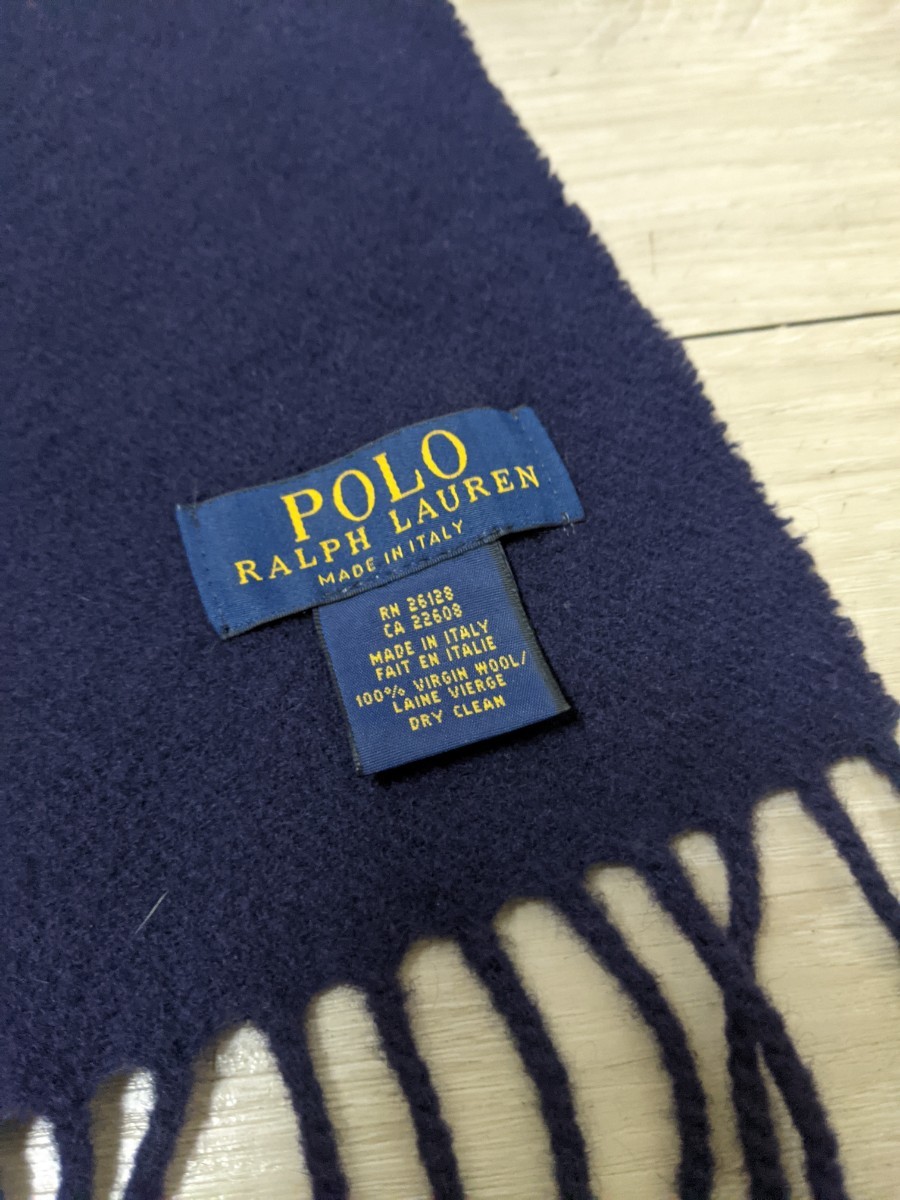 POLO
RALPH LAUREN
MADE IN ITALY
RN 26128
CA 22608
MADE IN ITALY
FAIT EN ITALIE
100% VIRGIN WOOL/
LAINE VIERGE
DRY CLEAN